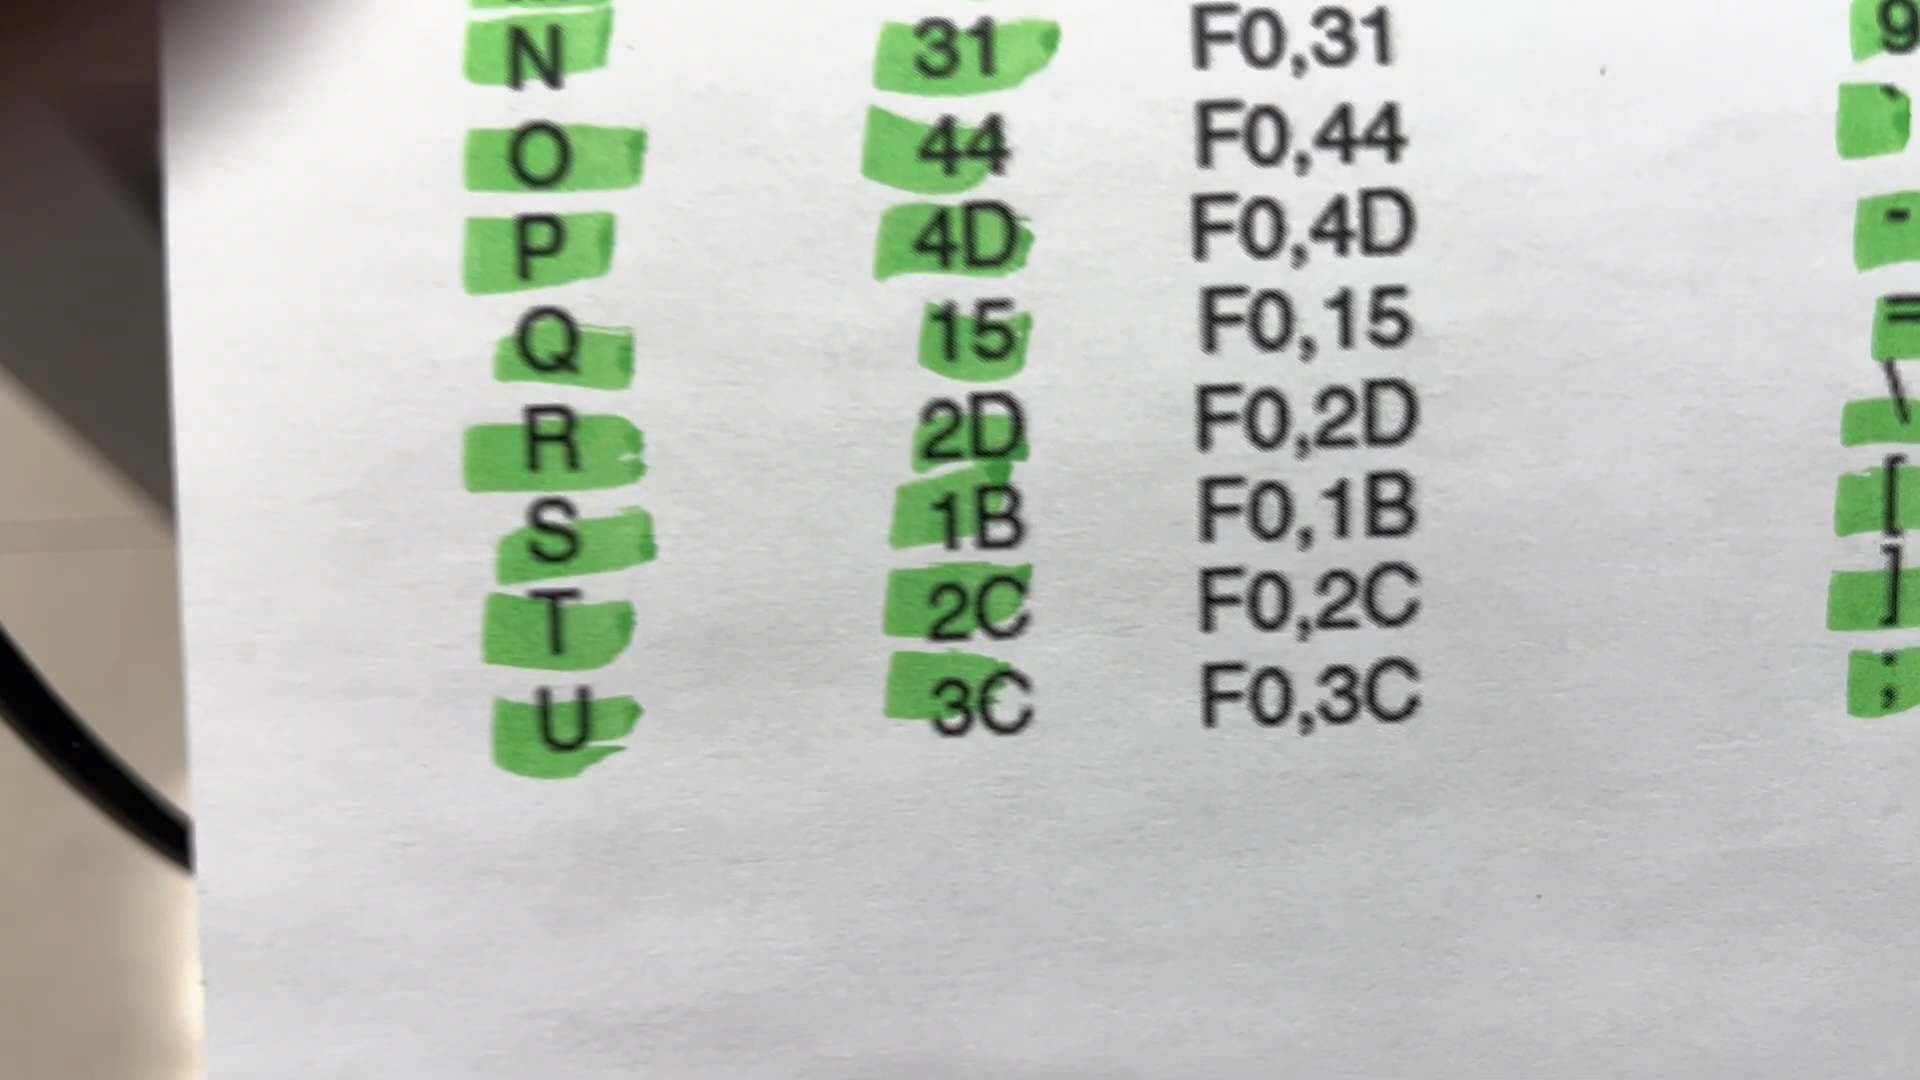 N 31 F0,31 9
O 44 F0,44 `
P 4D F0,4D -
Q 15 F0,15 =
R 2D F0,2D \
S 1B F0,1B [
T 2C F0,2C ]
U 3C F0,3C ;